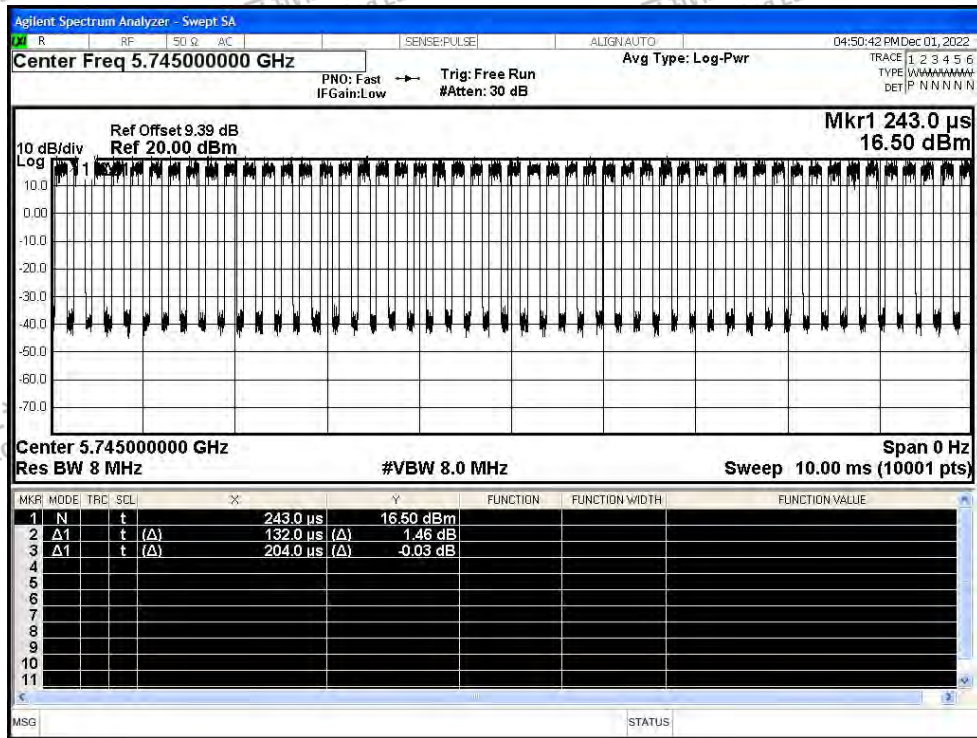 Agilent Spectrum Analyzer - Swept SA
LXI R RF 50 Ω AC SENSE:PULSE ALIGNAUTO 04:50:42 PM Dec 01, 2022
Center Freq 5.745000000 GHz Avg Type: Log-Pwr TRACE 1 2 3 4 5 6
PNO: Fast Trig: Free Run TYPE WWWWWW
IFGain:Low #Atten: 30 dB DET P N N N N N
Mkr1 243.0 µs
Ref Offset 9.39 dB
10 dB/div Ref 20.00 dBm 16.50 dBm
Log
1
10.0
0.00
-10.0
-20.0
-30.0
-40.0
-50.0
-60.0
-70.0
Center 5.745000000 GHz Span 0 Hz
Res BW 8 MHz #VBW 8.0 MHz Sweep 10.00 ms (10001 pts)
MKR MODE TRC SCL X Y FUNCTION FUNCTION WIDTH FUNCTION VALUE
1 N t 243.0 µs 16.50 dBm
2 Δ1 t (Δ) 132.0 µs (Δ) 1.46 dB
3 Δ1 t (Δ) 204.0 µs (Δ) -0.03 dB
4
5
6
7
8
9
10
11
MSG STATUS